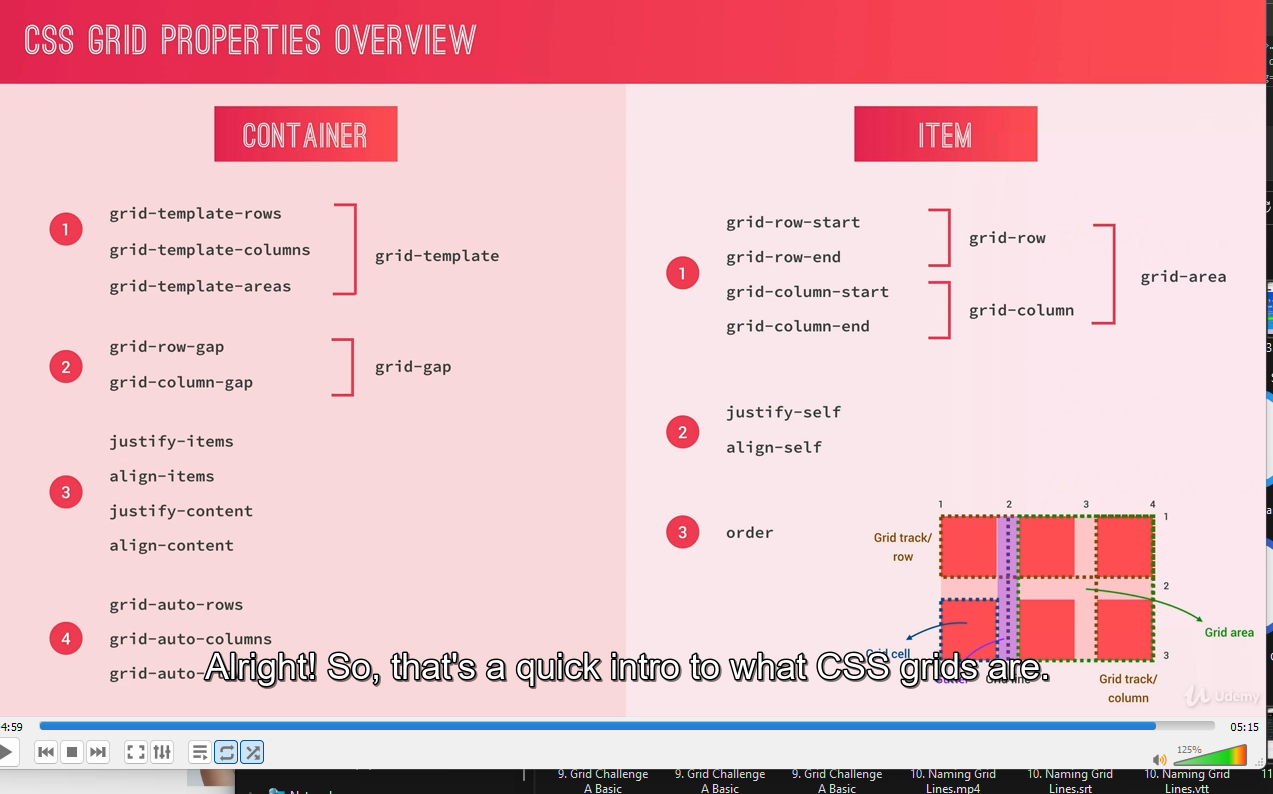 CSS GRID PROPERTIES OVERVIEW
CONTAINER
1
grid-template-rows
grid-template-columns
grid-template-areas
grid-template
2
grid-row-gap
grid-column-gap
grid-gap
3
justify-items
align-items
justify-content
align-content
4
grid-auto-rows
grid-auto-columns
ITEM
1
grid-row-start
grid-row-end
grid-column-start
grid-column-end
grid-row
grid-column
grid-area
2
justify-self
align-self
3
order
1 2 3 4
1
2
3
Grid track/
row
Grid area
Grid cell
Grid track/
column
Udemy
Alright! So, that's a quick intro to what CSS grids are.
4:59
05:15
125%
9. Grid Challenge
A Basic
9. Grid Challenge
A Basic
9. Grid Challenge
A Basic
10. Naming Grid
Lines.mp4
10. Naming Grid
Lines.srt
10. Naming Grid
Lines.vtt